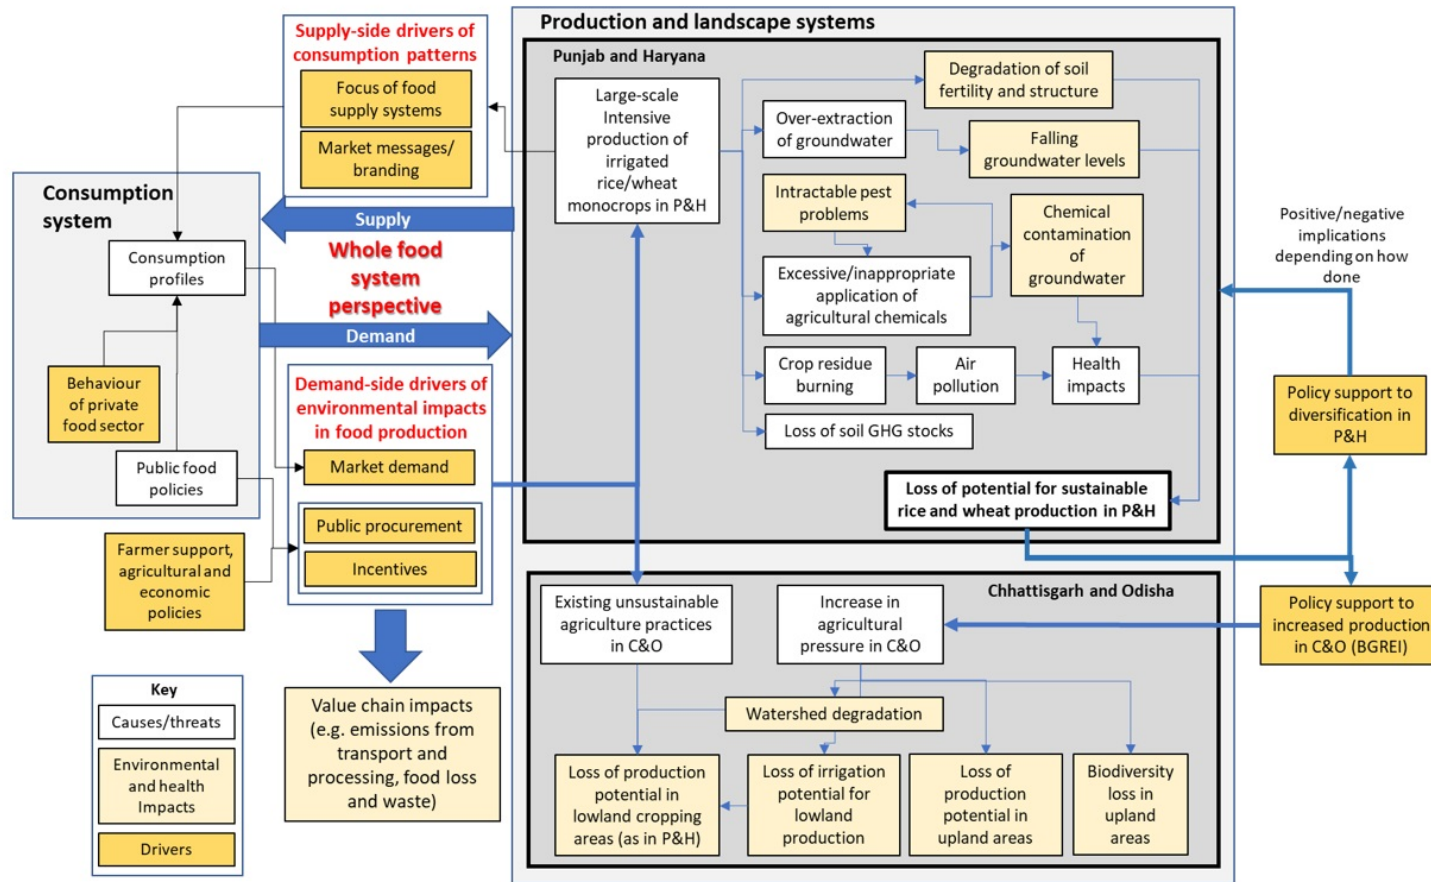 Supply-side drivers of
consumption patterns
Focus of food
supply systems
Market messages/
branding
Consumption
system
Consumption
profiles
Behaviour
of private
food sector
Public food
policies
Farmer support,
agricultural and
economic
policies
Supply
Whole food
system
perspective
Demand
Demand-side drivers of
environmental impacts
in food production
Market demand
Public procurement
Incentives
Value chain impacts
(e.g. emissions from
transport and
processing, food loss
and waste)
Key
Causes/threats
Environmental
and health
Impacts
Drivers
Production and landscape systems
Punjab and Haryana
Large-scale
Intensive
production of
irrigated
rice/wheat
monocrops in P&H
Degradation of soil
fertility and structure
Over-extraction
of groundwater
Falling
groundwater levels
Intractable pest
problems
Chemical
contamination
of
groundwater
Excessive/inappropriate
application of
agricultural chemicals
Crop residue
burning
Air
pollution
Health
impacts
Loss of soil GHG stocks
Loss of potential for sustainable
rice and wheat production in P&H
Chhattisgarh and Odisha
Existing unsustainable
agriculture practices
in C&O
Increase in
agricultural
pressure in C&O
Watershed degradation
Loss of production
potential in
lowland cropping
areas (as in P&H)
Loss of irrigation
potential for
lowland
production
Loss of
production
potential in
upland areas
Biodiversity
loss in
upland
areas
Positive/negative
implications
depending on how
done
Policy support to
diversification in
P&H
Policy support to
increased production
in C&O (BGREI)